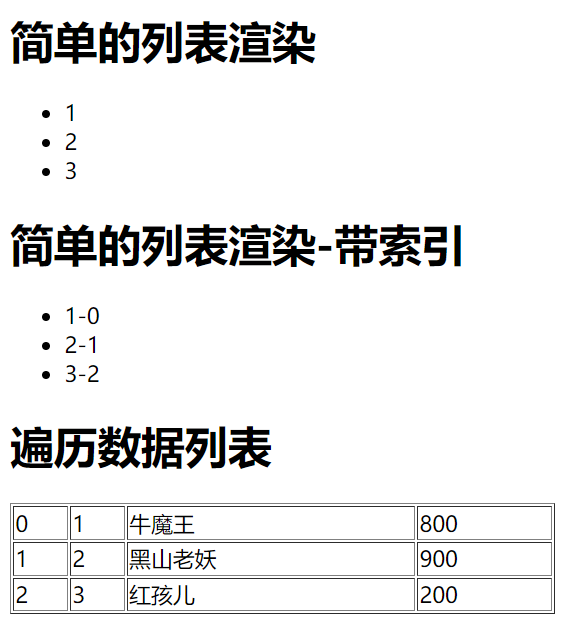 简单的列表渲染
1
2
3
简单的列表渲染-带索引
1-0
2-1
3-2
遍历数据列表
0 1 牛魔王 800
1 2 黑山老妖 900
2 3 红孩儿 200